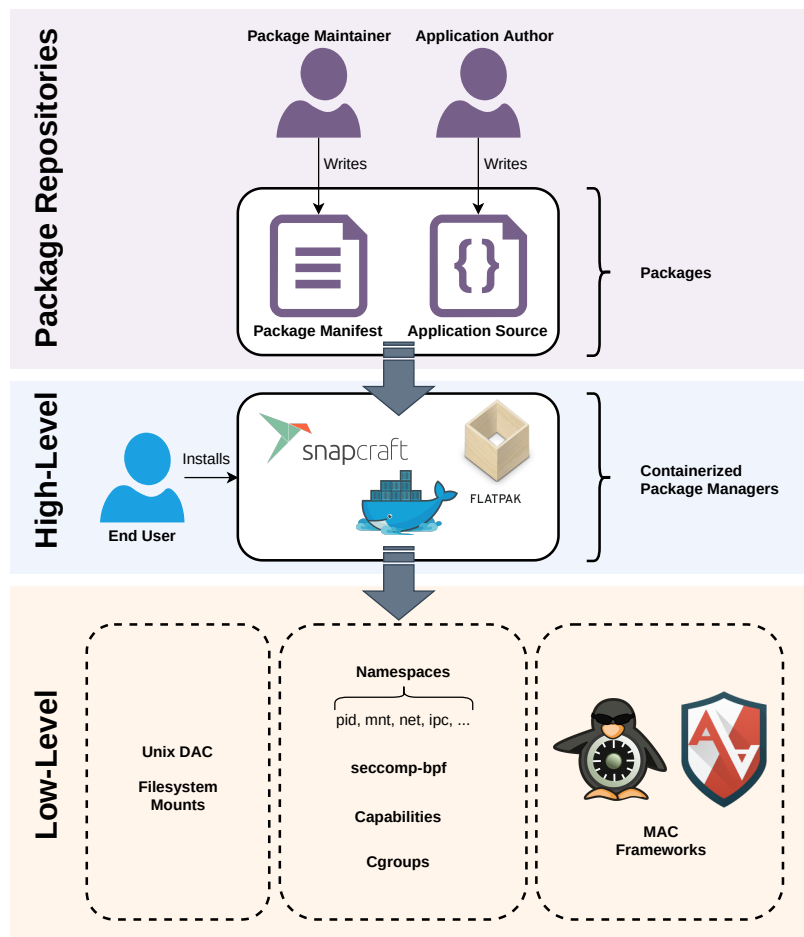 Package Repositories
Package Maintainer
Application Author
Writes
Writes
Package Manifest
Application Source
Packages
High-Level
End User
Installs
snapcraft
FLATPAK
Containerized
Package Managers
Low-Level
Unix DAC
Filesystem
Mounts
Namespaces
pid, mnt, net, ipc, ...
seccomp-bpf
Capabilities
Cgroups
MAC
Frameworks